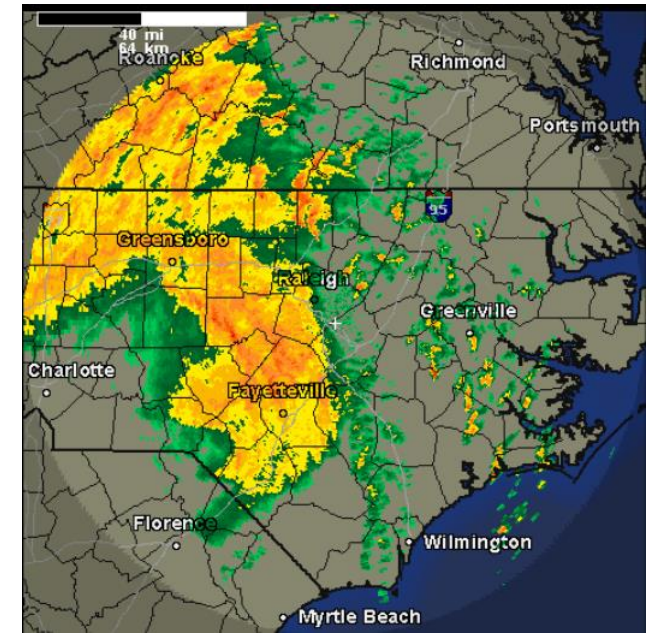 40 mi
64 km
Roanoke
Richmond
Portsmouth
95
Greensboro
Raleigh
Greenville
Charlotte
Fayetteville
Florence
Wilmington
Myrtle Beach